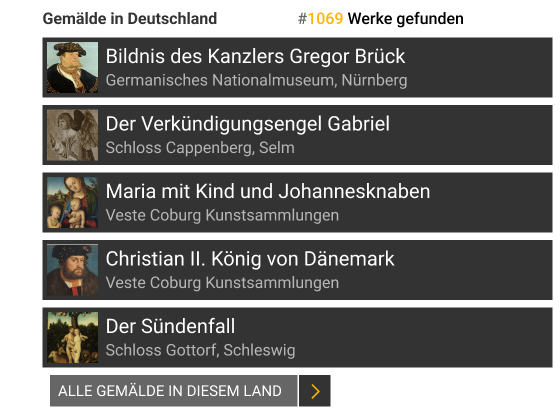 Gemälde in Deutschland #1069 Werke gefunden
Bildnis des Kanzlers Gregor Brück
Germanisches Nationalmuseum, Nürnberg
Der Verkündigungsengel Gabriel
Schloss Cappenberg, Selm
Maria mit Kind und Johannesknaben
Veste Coburg Kunstsammlungen
Christian II. König von Dänemark
Veste Coburg Kunstsammlungen
Der Sündenfall
Schloss Gottorf, Schleswig
ALLE GEMÄLDE IN DIESEM LAND